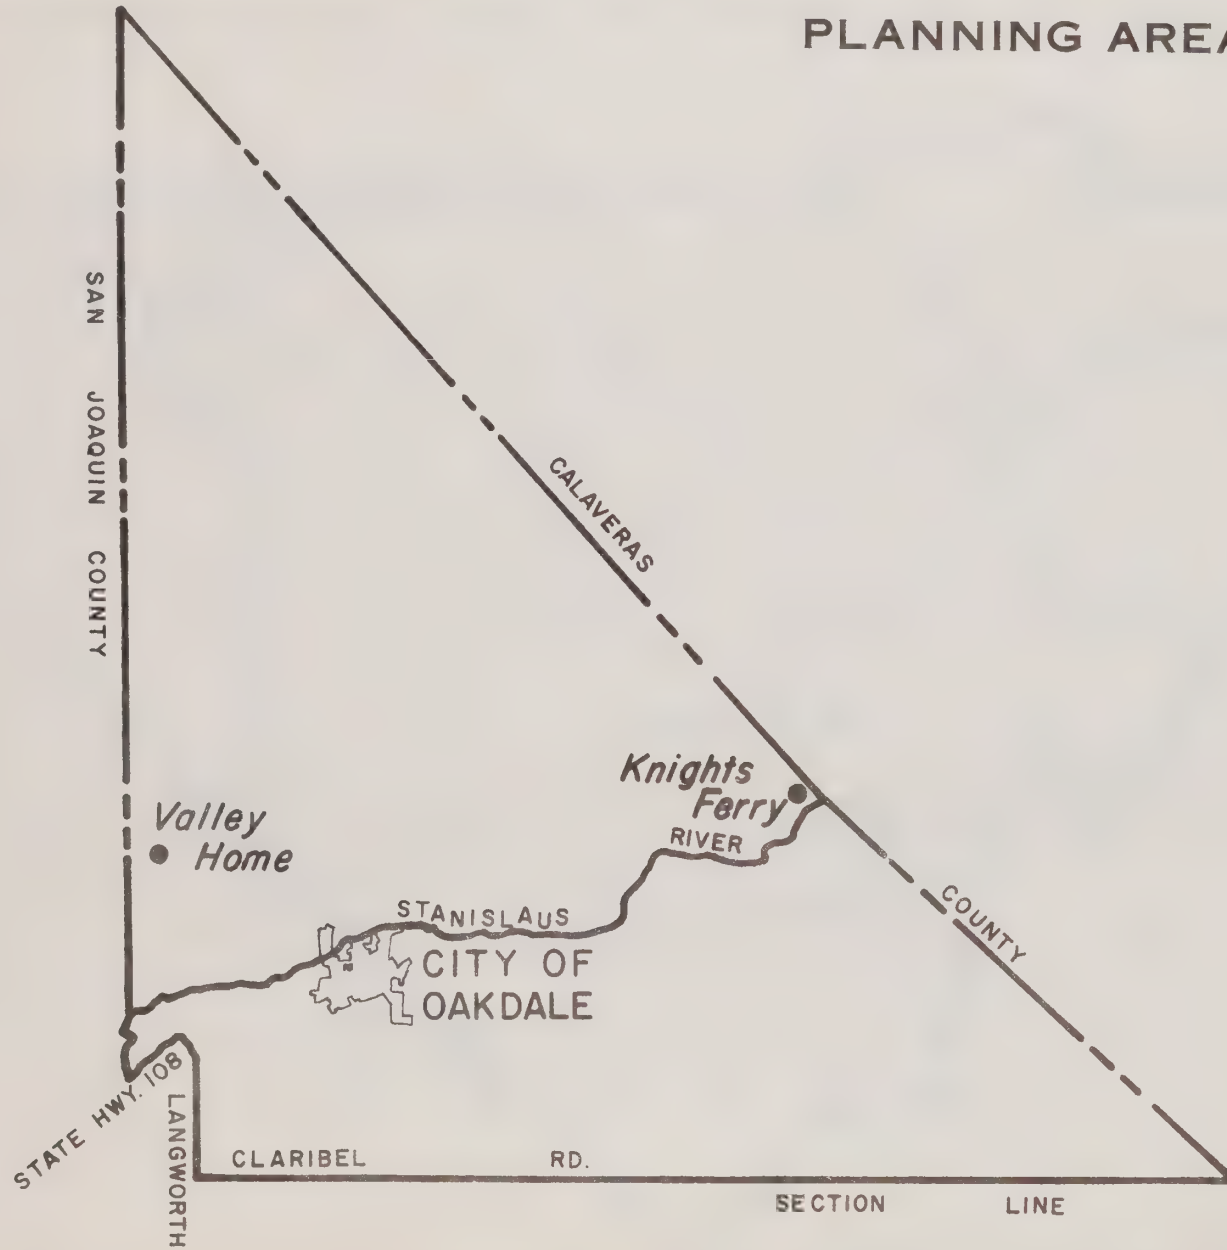 PLANNING AREA
SAN JOAQUIN COUNTY
CALAVERAS
COUNTY
Knights
Ferry
RIVER
Valley
Home
STANISLAUS
CITY OF
OAKDALE
STATE HWY. 108
LANGWORTH
CLARIBEL RD.
SECTION LINE